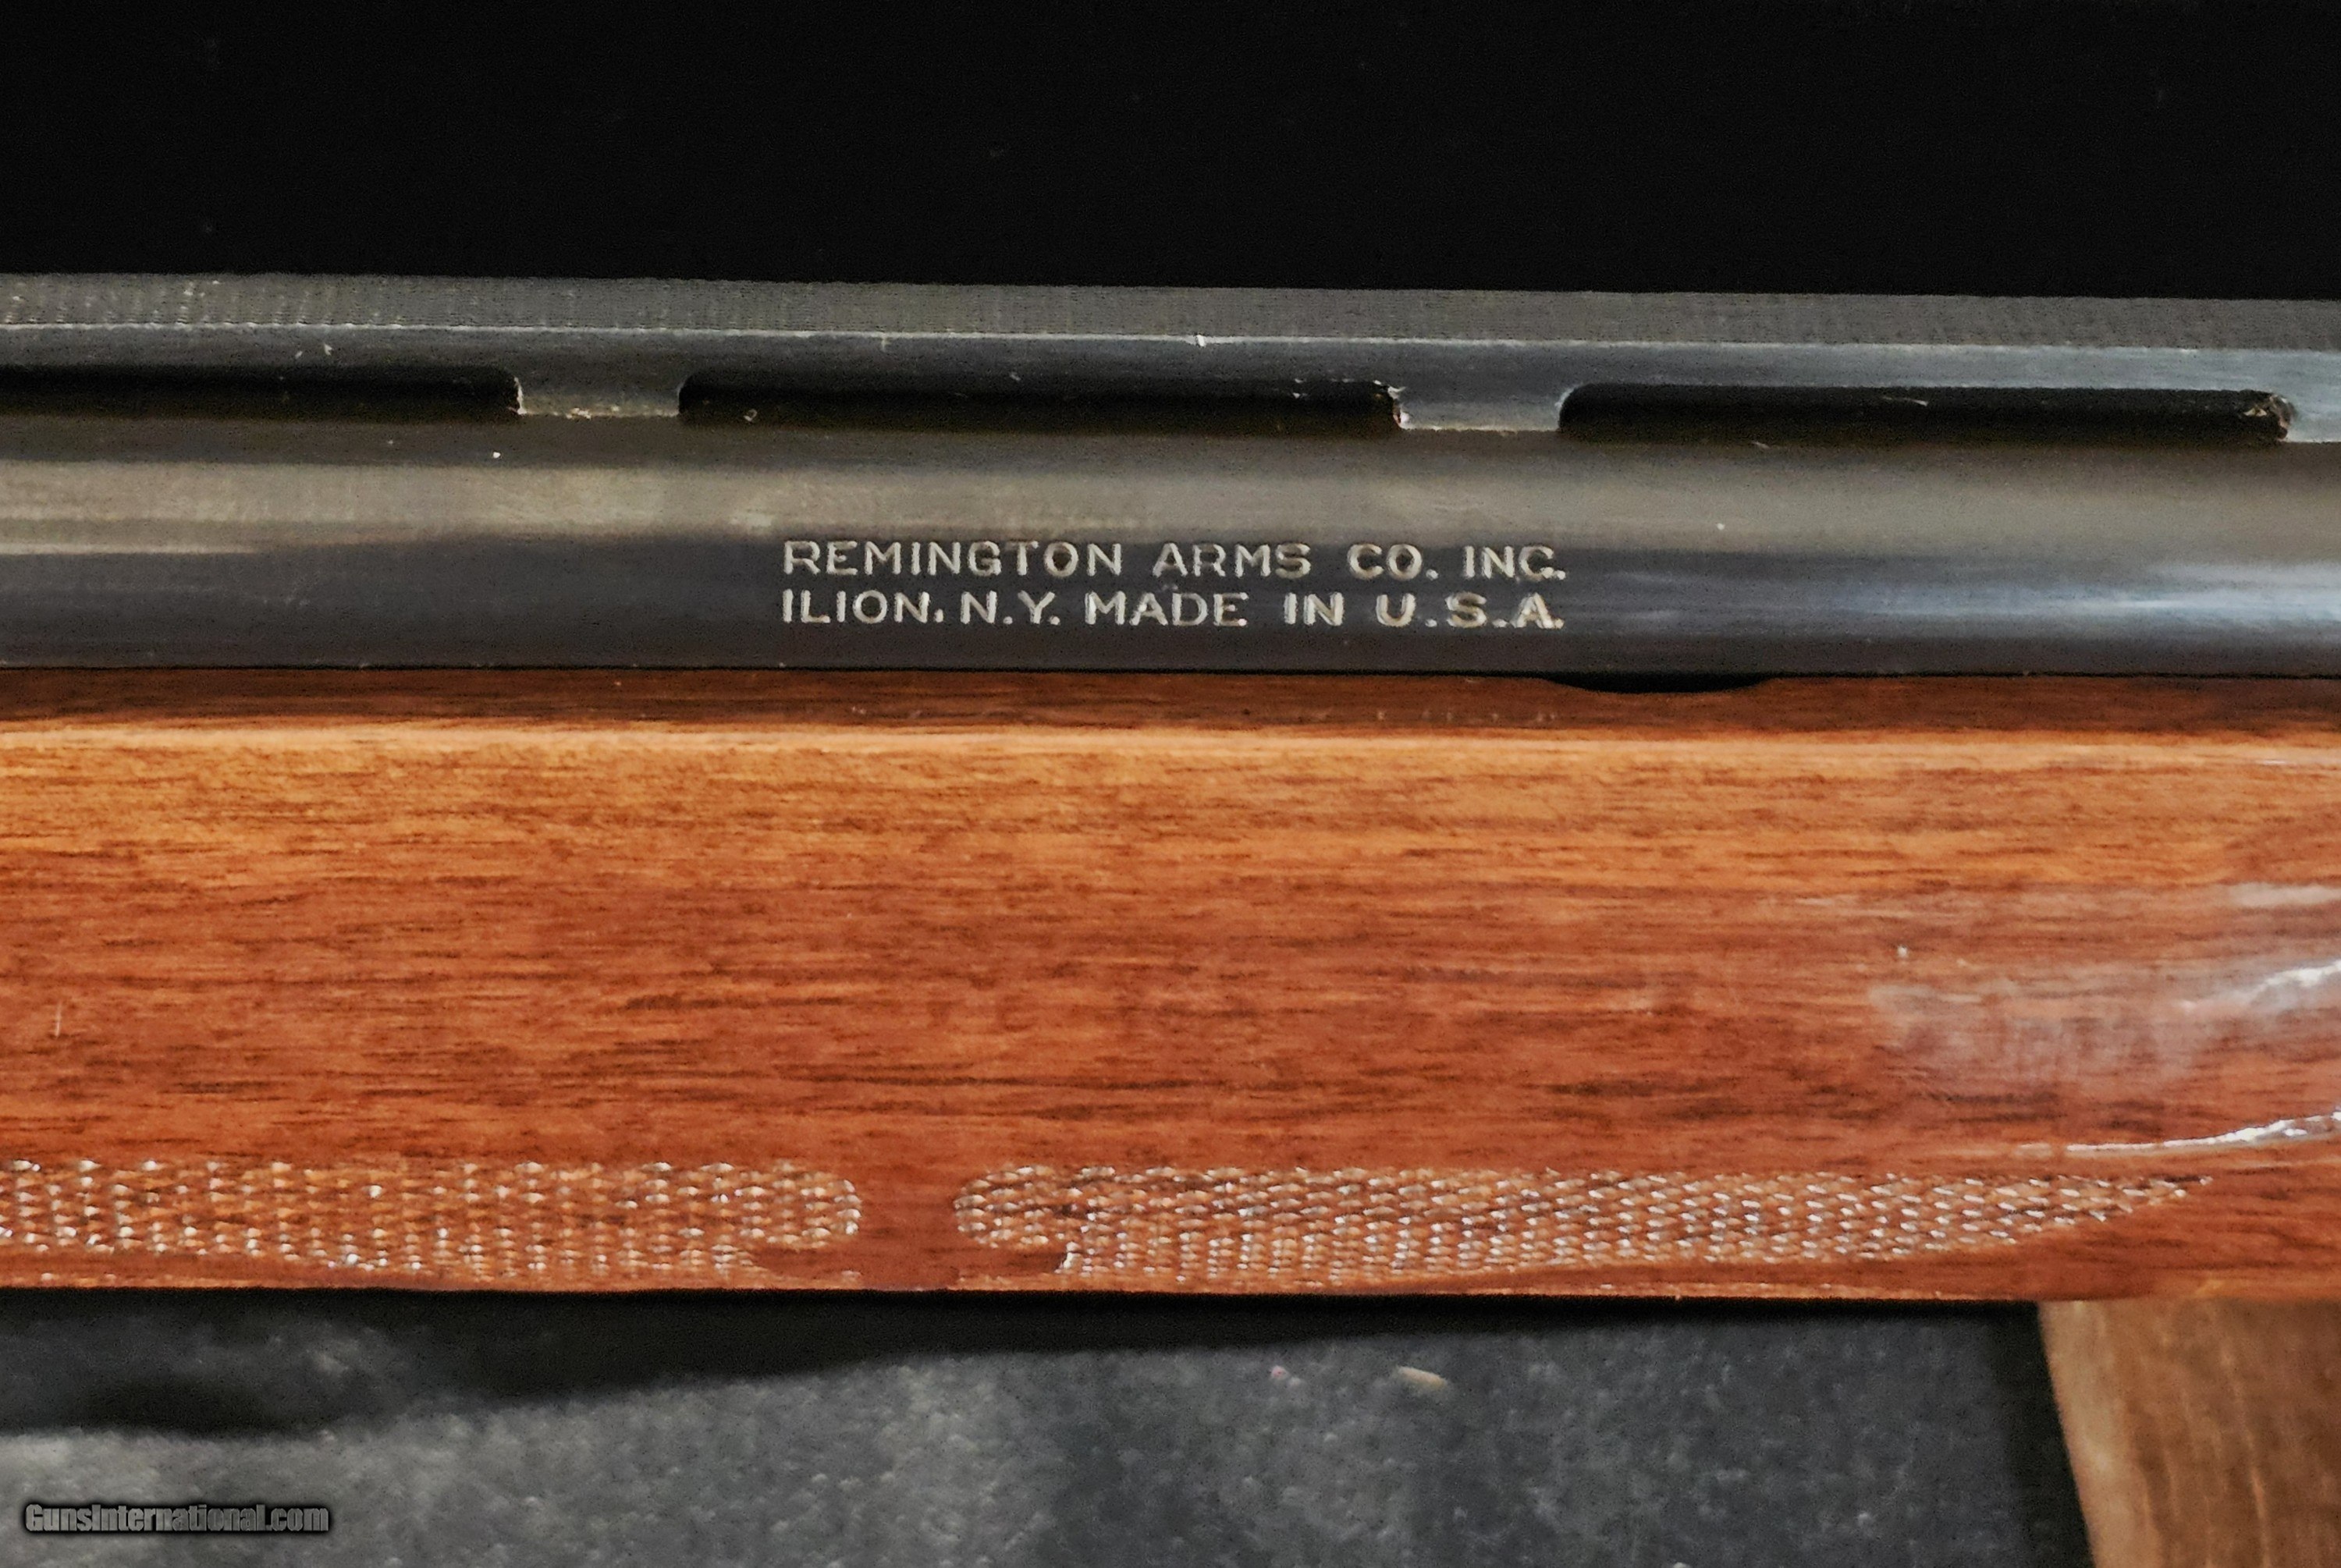 REMINGTON ARMS CO. INC.
ILION. N.Y. MADE IN U.S.A.
GunsInternational.com